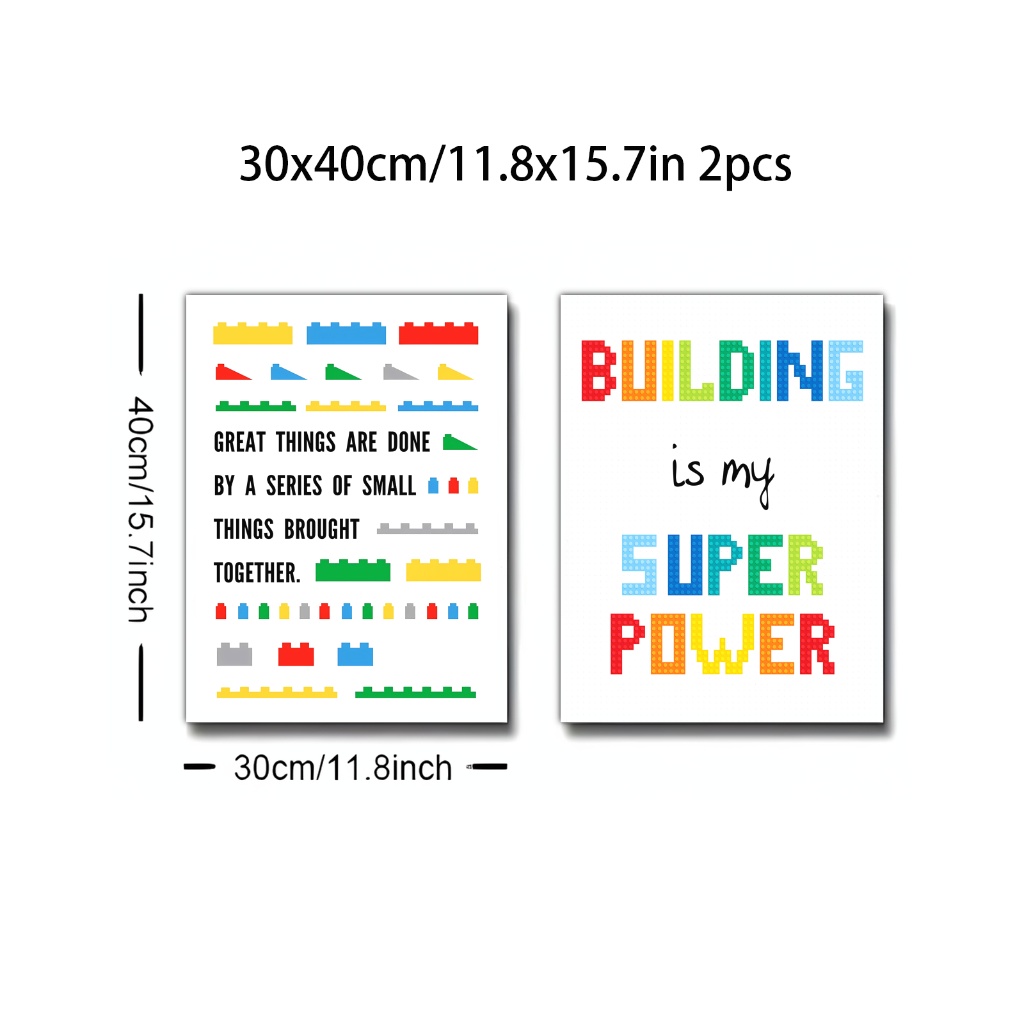 30x40cm/11.8x15.7in 2pcs
40cm/15.7inch
GREAT THINGS ARE DONE
BY A SERIES OF SMALL
THINGS BROUGHT
TOGETHER.
BUILDING
is my
SUPER
POWER
30cm/11.8inch